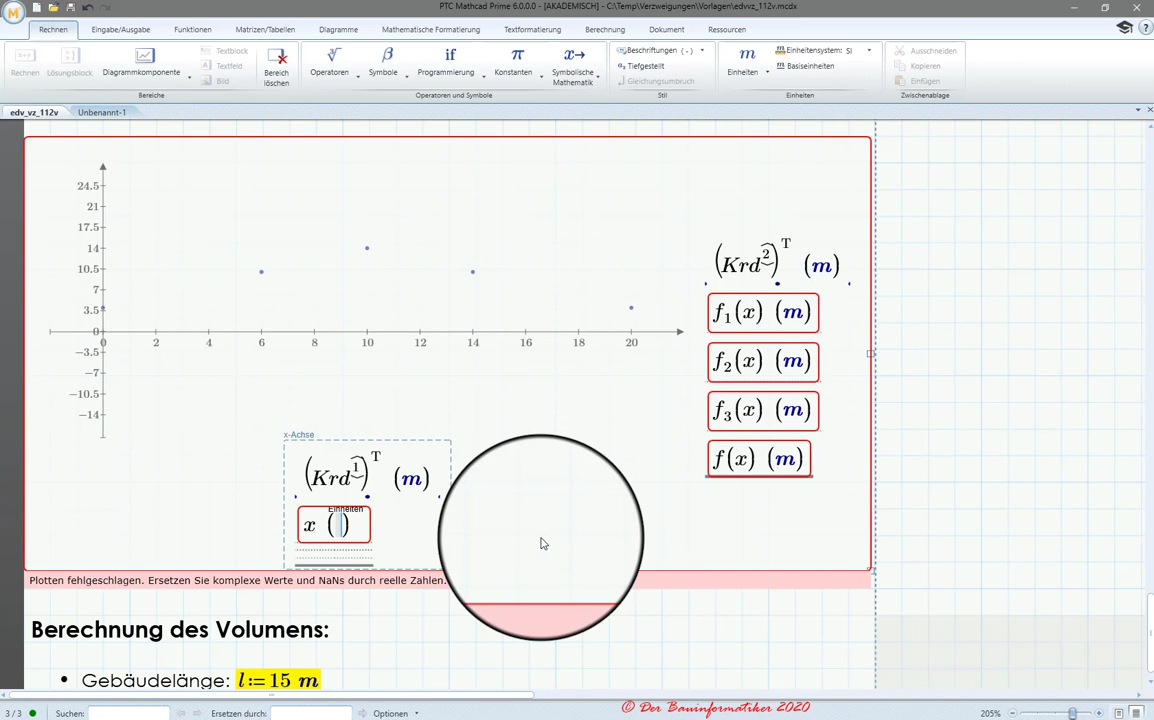 PTC Mathcad Prime 6.0.0.0 - [AKADEMISCH] - C:\Temp\Verzweigungen\Vorlagen\edvvz_112v.mcdx
Rechnen Eingabe/Ausgabe Funktionen Matrizen/Tabellen Diagramme Mathematische Formatierung Textformatierung Berechnung Dokument Ressourcen
Rechnen Lösungsblock Diagrammkomponente Textblock Textfeld Bild Bereich löschen Operatoren Symbole Programmierung Konstanten Symbolische Mathematik Beschriftungen ( - ) Tiefgestellt Gleichungsumbruch Einheiten Einheitensystem: SI Basiseinheiten Ausscheiden Kopieren Einfügen
Bereiche Operatoren und Symbole Stil Einheiten Zwischenablage
edv_vz_112v Unbenannt-1
24.5
21
17.5
14
10.5
7
3.5
0
−3.5
−7
−10.5
−14
0 2 4 6 8 10 12 14 16 18 20
(Krd^2)^T (m)
f1(x) (m)
f2(x) (m)
f3(x) (m)
f(x) (m)
x-Achse
(Krd^1)^T (m)
Einheiten
x ( )
Plotten fehlgeschlagen. Ersetzen Sie komplexe Werte und NaNs durch reelle Zahlen.
Berechnung des Volumens:
• Gebäudelänge: l:=15 m
3 / 3 Suchen: Ersetzen durch: Optionen 205%
© Der Bauinformatiker 2020